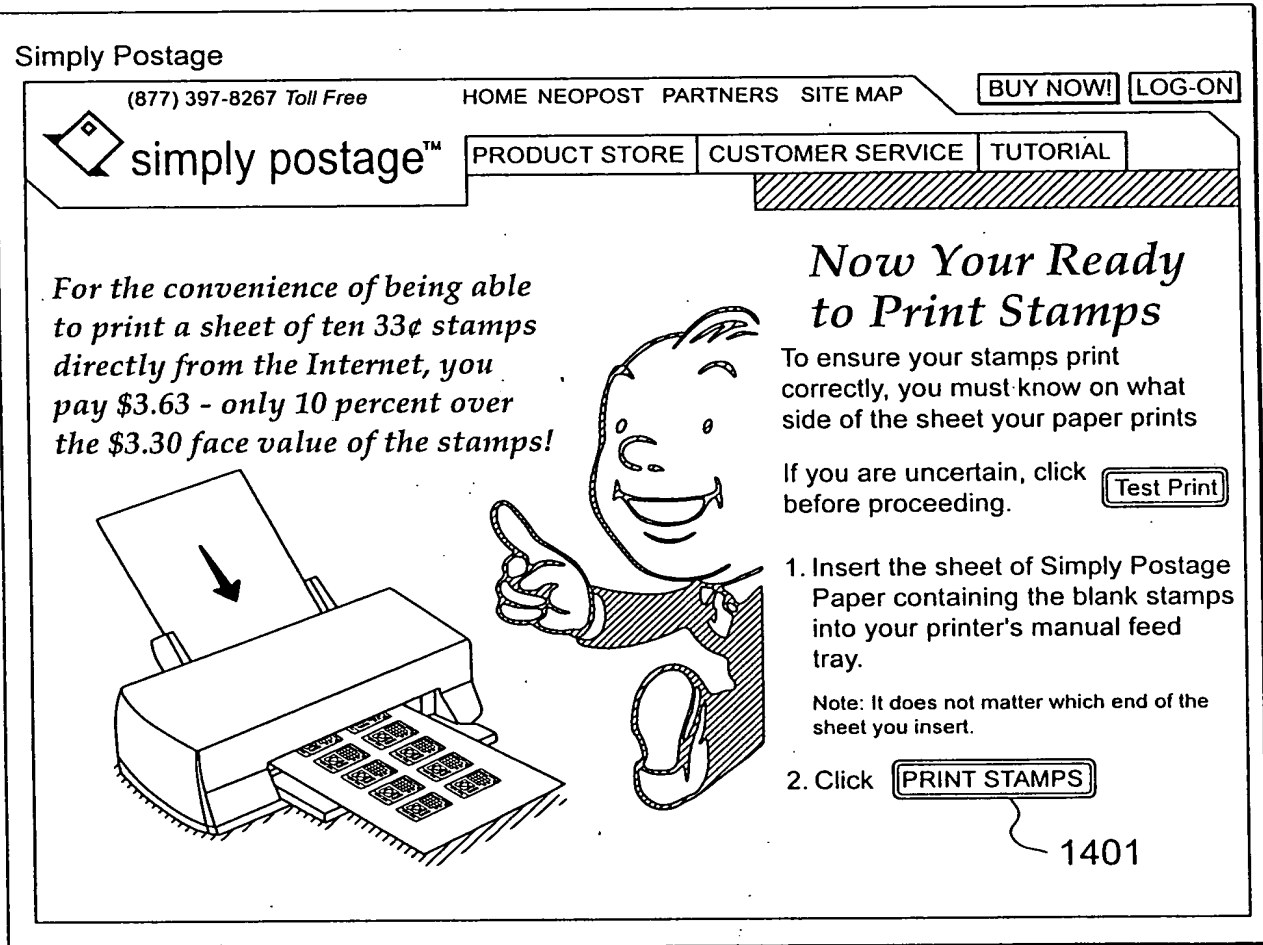 Simply Postage
(877) 397-8267 Toll Free
HOME NEOPOST PARTNERS SITE MAP
BUY NOW! LOG-ON
simply postage™
PRODUCT STORE CUSTOMER SERVICE TUTORIAL
For the convenience of being able
to print a sheet of ten 33¢ stamps
directly from the Internet, you
pay $3.63 - only 10 percent over
the $3.30 face value of the stamps!
Now Your Ready
to Print Stamps
To ensure your stamps print
correctly, you must know on what
side of the sheet your paper prints
If you are uncertain, click
before proceeding.
Test Print
1. Insert the sheet of Simply Postage
Paper containing the blank stamps
into your printer's manual feed
tray.
Note: It does not matter which end of the
sheet you insert.
2. Click PRINT STAMPS
1401